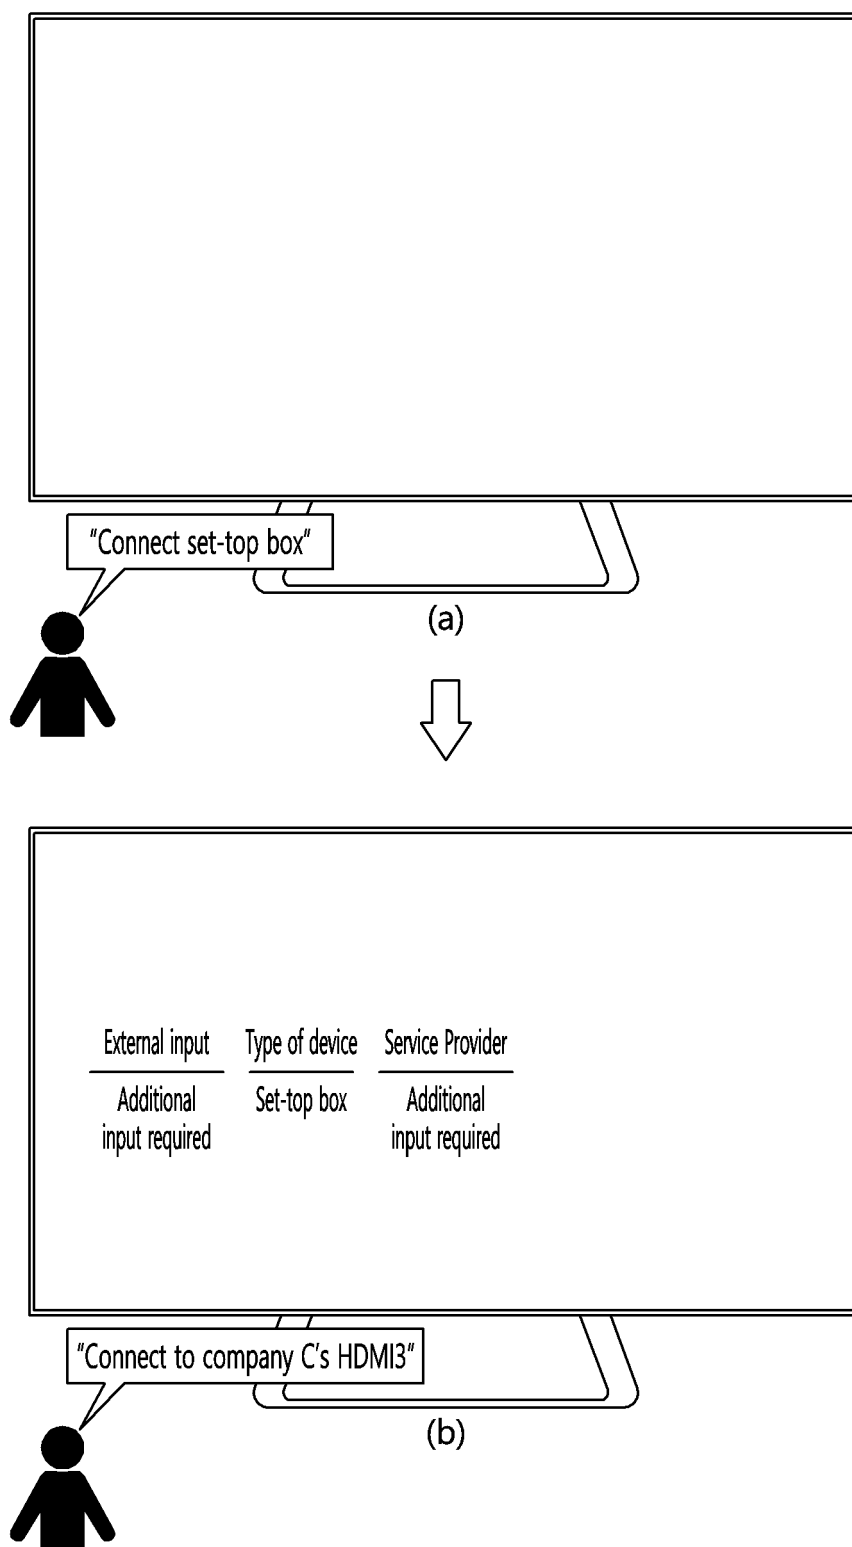 "Connect set-top box"
(a)
External input Type of device Service Provider
Additional Set-top box Additional
input required input required
"Connect to company C's HDMI3"
(b)